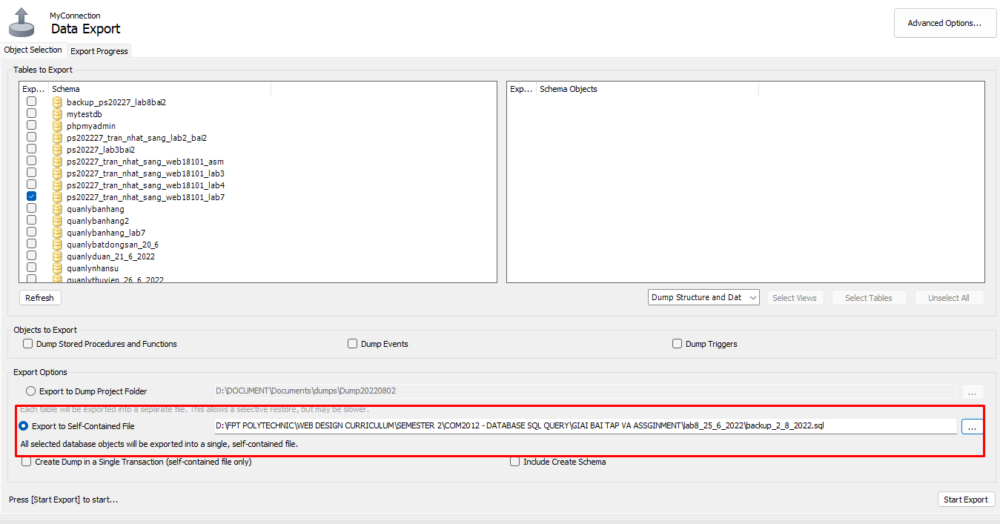 MyConnection
Data Export
Advanced Options...
Object Selection Export Progress
Tables to Export
Exp... Schema
backup_ps20227_lab8bai2
mytestdb
phpmyadmin
ps202227_tran_nhat_sang_lab2_bai2
ps20227_lab3bai2
ps20227_tran_nhat_sang_web18101_asm
ps20227_tran_nhat_sang_web18101_lab3
ps20227_tran_nhat_sang_web18101_lab4
ps20227_tran_nhat_sang_web18101_lab7
quanlybanhang
quanlybanhang2
quanlybanhang_lab7
quanlybatdongsan_20_6
quanlyduan_21_6_2022
quanlynhansu
quanlythuvien_26_6_2022
Exp... Schema Objects
Refresh
Dump Structure and Dat Select Views Select Tables Unselect All
Objects to Export
Dump Stored Procedures and Functions Dump Events Dump Triggers
Export Options
Export to Dump Project Folder D:\DOCUMENT\Documents\dumps\Dump20220802 ...
Each table will be exported into a separate file. This allows a selective restore, but may be slower.
Export to Self-Contained File D:\FPT POLYTECHNIC\WEB DESIGN CURRICULUM\SEMESTER 2\COM2012 - DATABASE SQL QUERY\GIAI BAI TAP VA ASSGINMENT\lab8_25_6_2022\backup_2_8_2022.sql ...
All selected database objects will be exported into a single, self-contained file.
Create Dump in a Single Transaction (self-contained file only) Include Create Schema
Press [Start Export] to start... Start Export